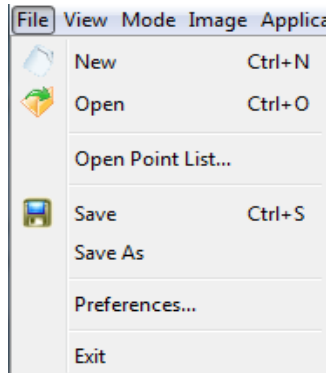 File View Mode Image Applica
New Ctrl+N
Open Ctrl+O
Open Point List...
Save Ctrl+S
Save As
Preferences...
Exit